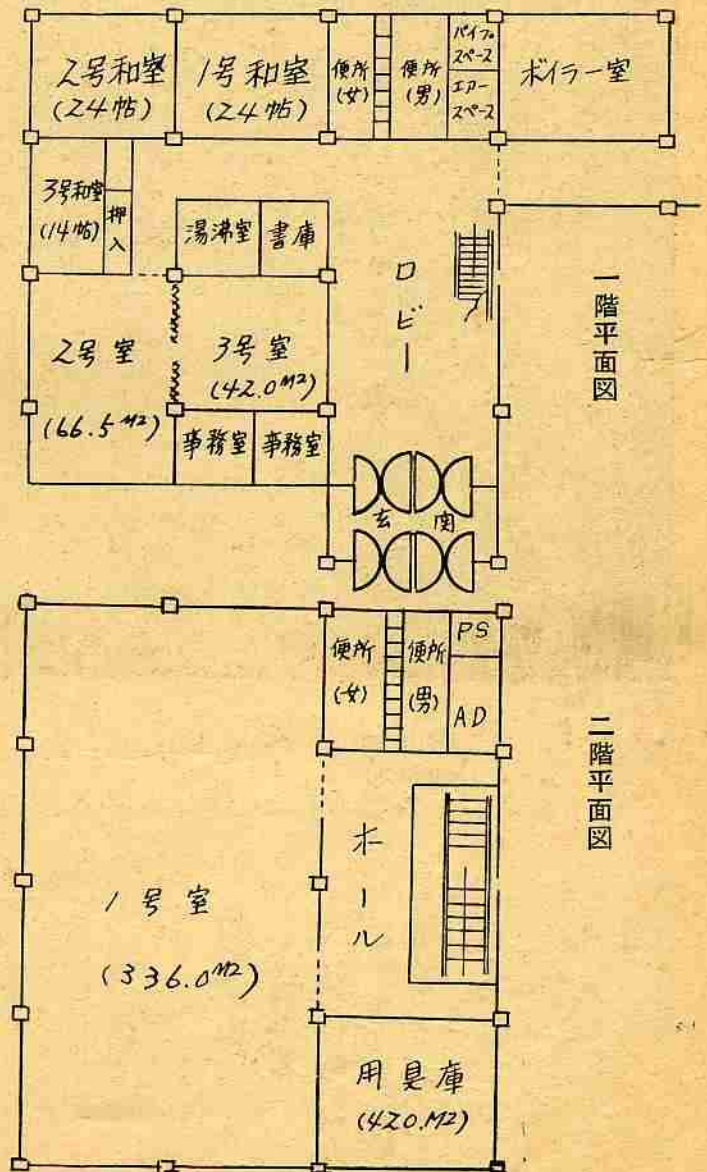 2号和室
(24帖)
1号和室
(24帖)
便所
(女)
便所
(男)
パイプ
スペース
エアー
スペース
ボイラー室
3号和室
(14帖)
押入
湯沸室
書庫
ロビー
一階平面図
2号室
(66.5M2)
3号室
(42.0M2)
事務室
事務室
玄関
便所
(女)
便所
(男)
PS
AD
二階平面図
ホール
1号室
(336.0M2)
用具庫
(420.M2)